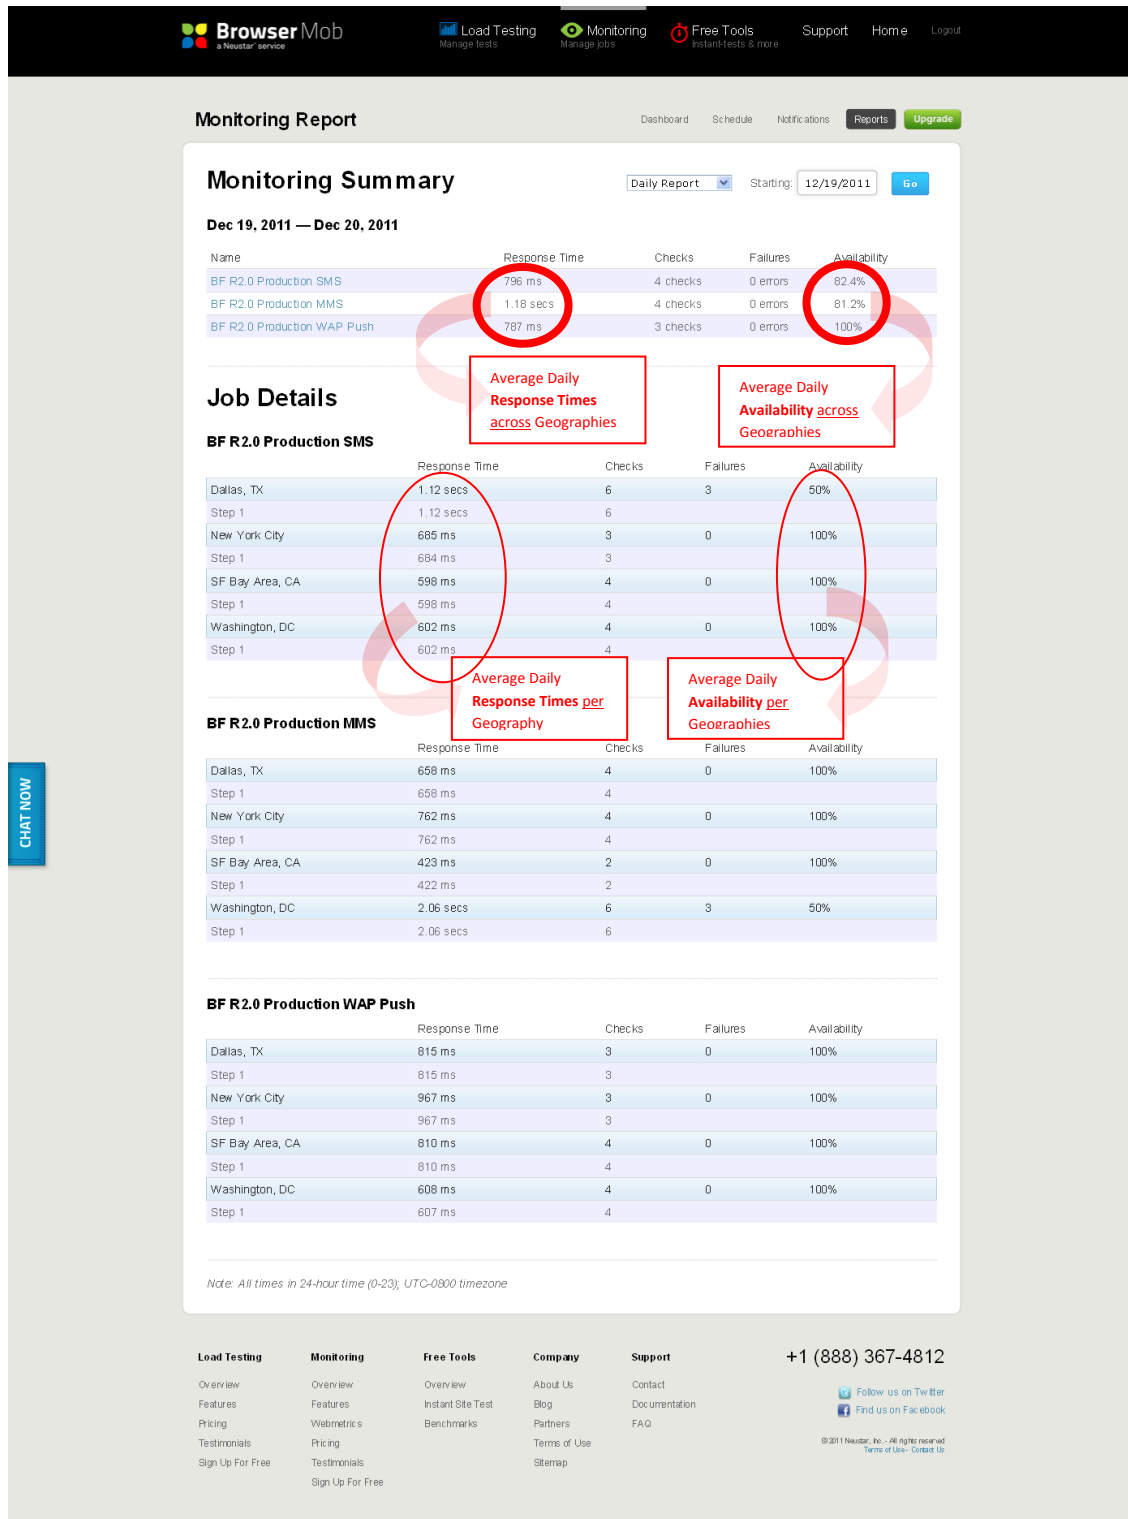 BrowserMob
a Neustar service
Load Testing
Manage tests
Monitoring
Manage jobs
Free Tools
Instant-tests & more
Support
Home
Logout
Monitoring Report
Dashboard Schedule Notifications Reports Upgrade
Monitoring Summary
Daily Report Starting: 12/19/2011 Go
Dec 19, 2011 — Dec 20, 2011
Name Response Time Checks Failures Availability
BF R2.0 Production SMS 796 ms 4 checks 0 errors 82.4%
BF R2.0 Production MMS 1.18 secs 4 checks 0 errors 81.2%
BF R2.0 Production WAP Push 787 ms 3 checks 0 errors 100%
Average Daily
Response Times
across Geographies
Average Daily
Availability across
Geographies
Job Details
BF R2.0 Production SMS
Response Time Checks Failures Availability
Dallas, TX 1.12 secs 6 3 50%
Step 1 1.12 secs 6
New York City 685 ms 3 0 100%
Step 1 684 ms 3
SF Bay Area, CA 598 ms 4 0 100%
Step 1 598 ms 4
Washington, DC 602 ms 4 0 100%
Step 1 602 ms 4
Average Daily
Response Times per
Geography
Average Daily
Availability per
Geographies
BF R2.0 Production MMS
Response Time Checks Failures Availability
Dallas, TX 658 ms 4 0 100%
Step 1 658 ms 4
New York City 762 ms 4 0 100%
Step 1 762 ms 4
SF Bay Area, CA 423 ms 2 0 100%
Step 1 422 ms 2
Washington, DC 2.06 secs 6 3 50%
Step 1 2.06 secs 6
CHAT NOW
BF R2.0 Production WAP Push
Response Time Checks Failures Availability
Dallas, TX 815 ms 3 0 100%
Step 1 815 ms 3
New York City 967 ms 3 0 100%
Step 1 967 ms 3
SF Bay Area, CA 810 ms 4 0 100%
Step 1 810 ms 4
Washington, DC 608 ms 4 0 100%
Step 1 607 ms 4
Note: All times in 24-hour time (0-23); UTC-0800 timezone
Load Testing
Overview
Features
Pricing
Testimonials
Sign Up For Free
Monitoring
Overview
Features
Webmetrics
Pricing
Testimonials
Sign Up For Free
Free Tools
Overview
Instant Site Test
Benchmarks
Company
About Us
Blog
Partners
Terms of Use
Sitemap
Support
Contact
Documentation
FAQ
+1 (888) 367-4812
Follow us on Twitter
Find us on Facebook
©2011 Neustar, Inc. - All rights reserved
Terms of Use - Contact Us